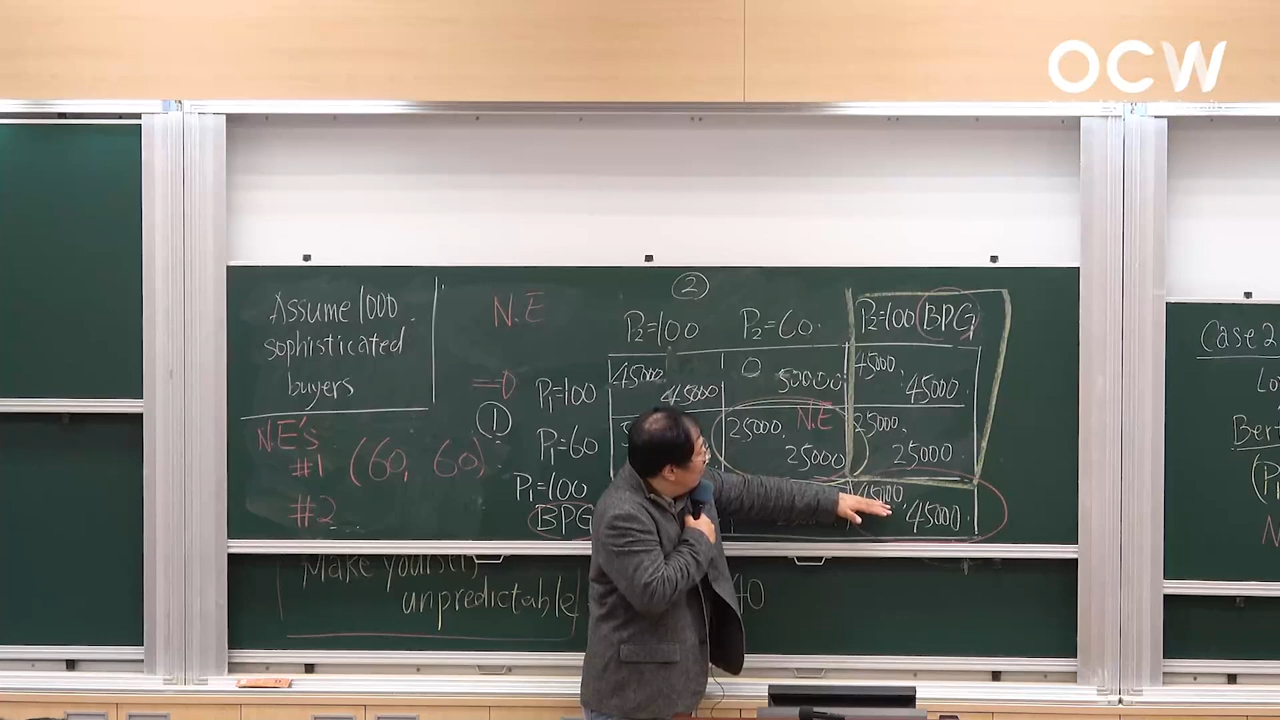 OCW
Assume 1000
sophisticated
buyers
N.E's
#1 (60, 60)
#2
N.E
①
②
P₂=100
P₂=60.
P₂=100 (BPG)
P₁=100
45000, 45000
0 50000
45000, 45000
P₁=60
25000, N.E 25000
25000, 25000
P₁=100
BPG
45000, 45000
Make yourself
unpredictable
40
Case 2